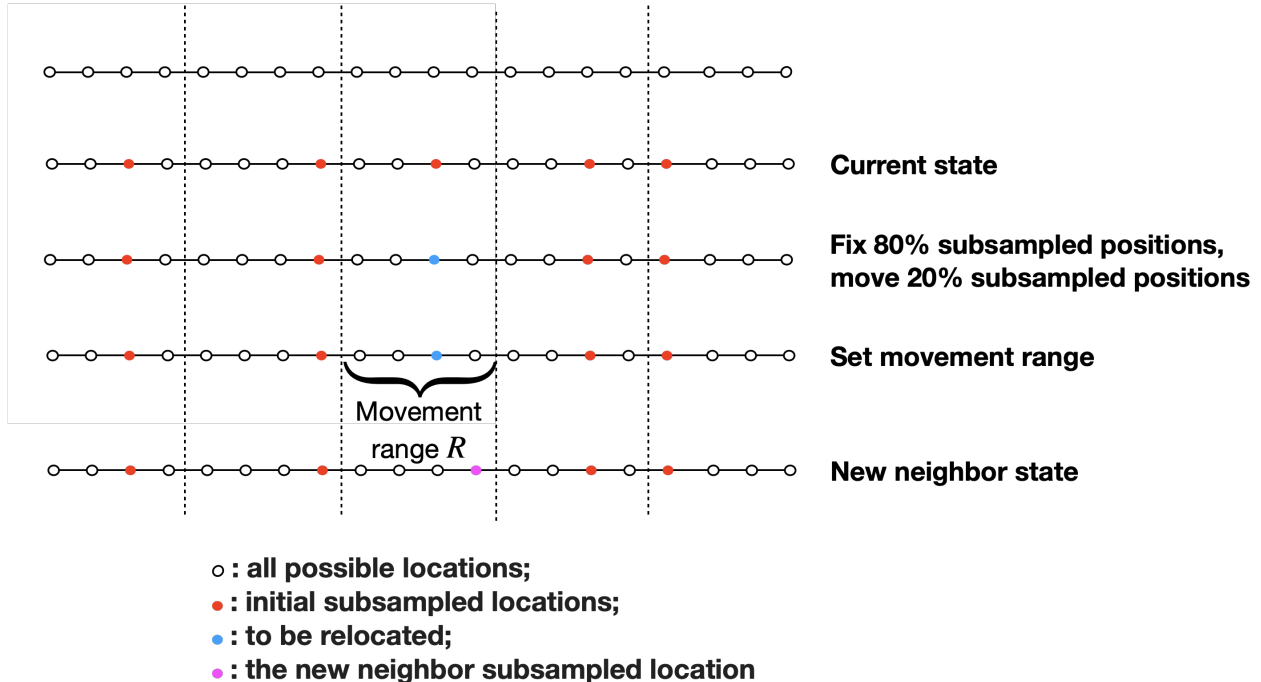 Current state
Fix 80% subsampled positions,
move 20% subsampled positions
Set movement range
Movement
range R
New neighbor state
: all possible locations;
: initial subsampled locations;
: to be relocated;
: the new neighbor subsampled location